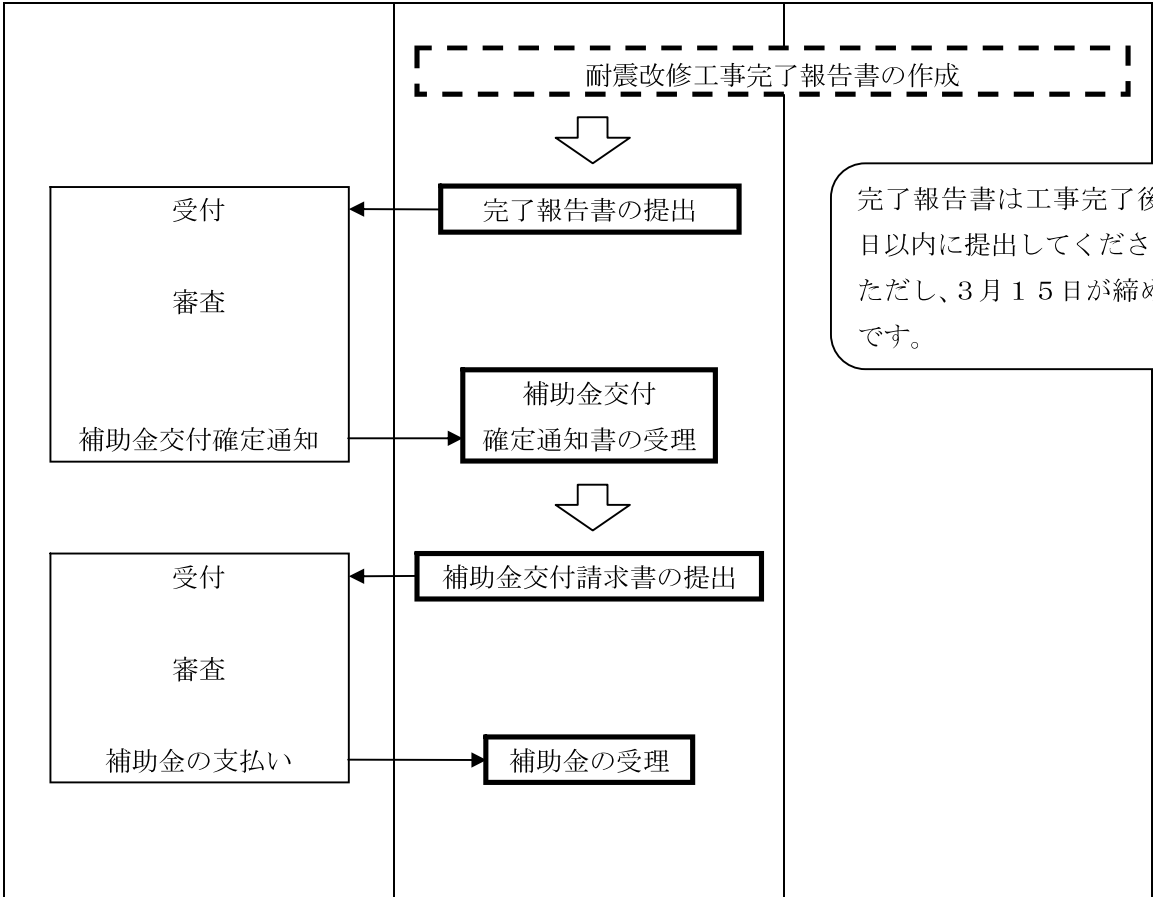 耐震改修工事完了報告書の作成
受付
完了報告書の提出
完了報告書は工事完了後
日以内に提出してくださ
ただし、3月15日が締め
です。
審査
補助金交付
確定通知書の受理
補助金交付確定通知
受付
補助金交付請求書の提出
審査
補助金の支払い
補助金の受理